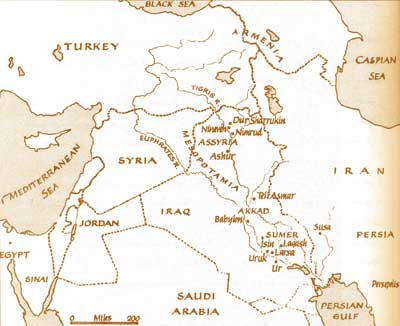 BLACK SEA
TURKEY
ARMENIA
CASPIAN
SEA
TIGRIS R.
Dur Sharrukin
Nineveh
Nimrud
ASSYRIA
Ashur
MESOPOTAMIA
EUPHRATES R.
SYRIA
MEDITERRANEAN
SEA
IRAN
Tell Asmar
AKKAD
Babylon
IRAQ
JORDAN
SUMER
Susa
PERSIA
Isin
Lagash
Larsa
Uruk
Ur
EGYPT
SINAI
Persepolis
SAUDI
ARABIA
PERSIAN
GULF
0 Miles 200